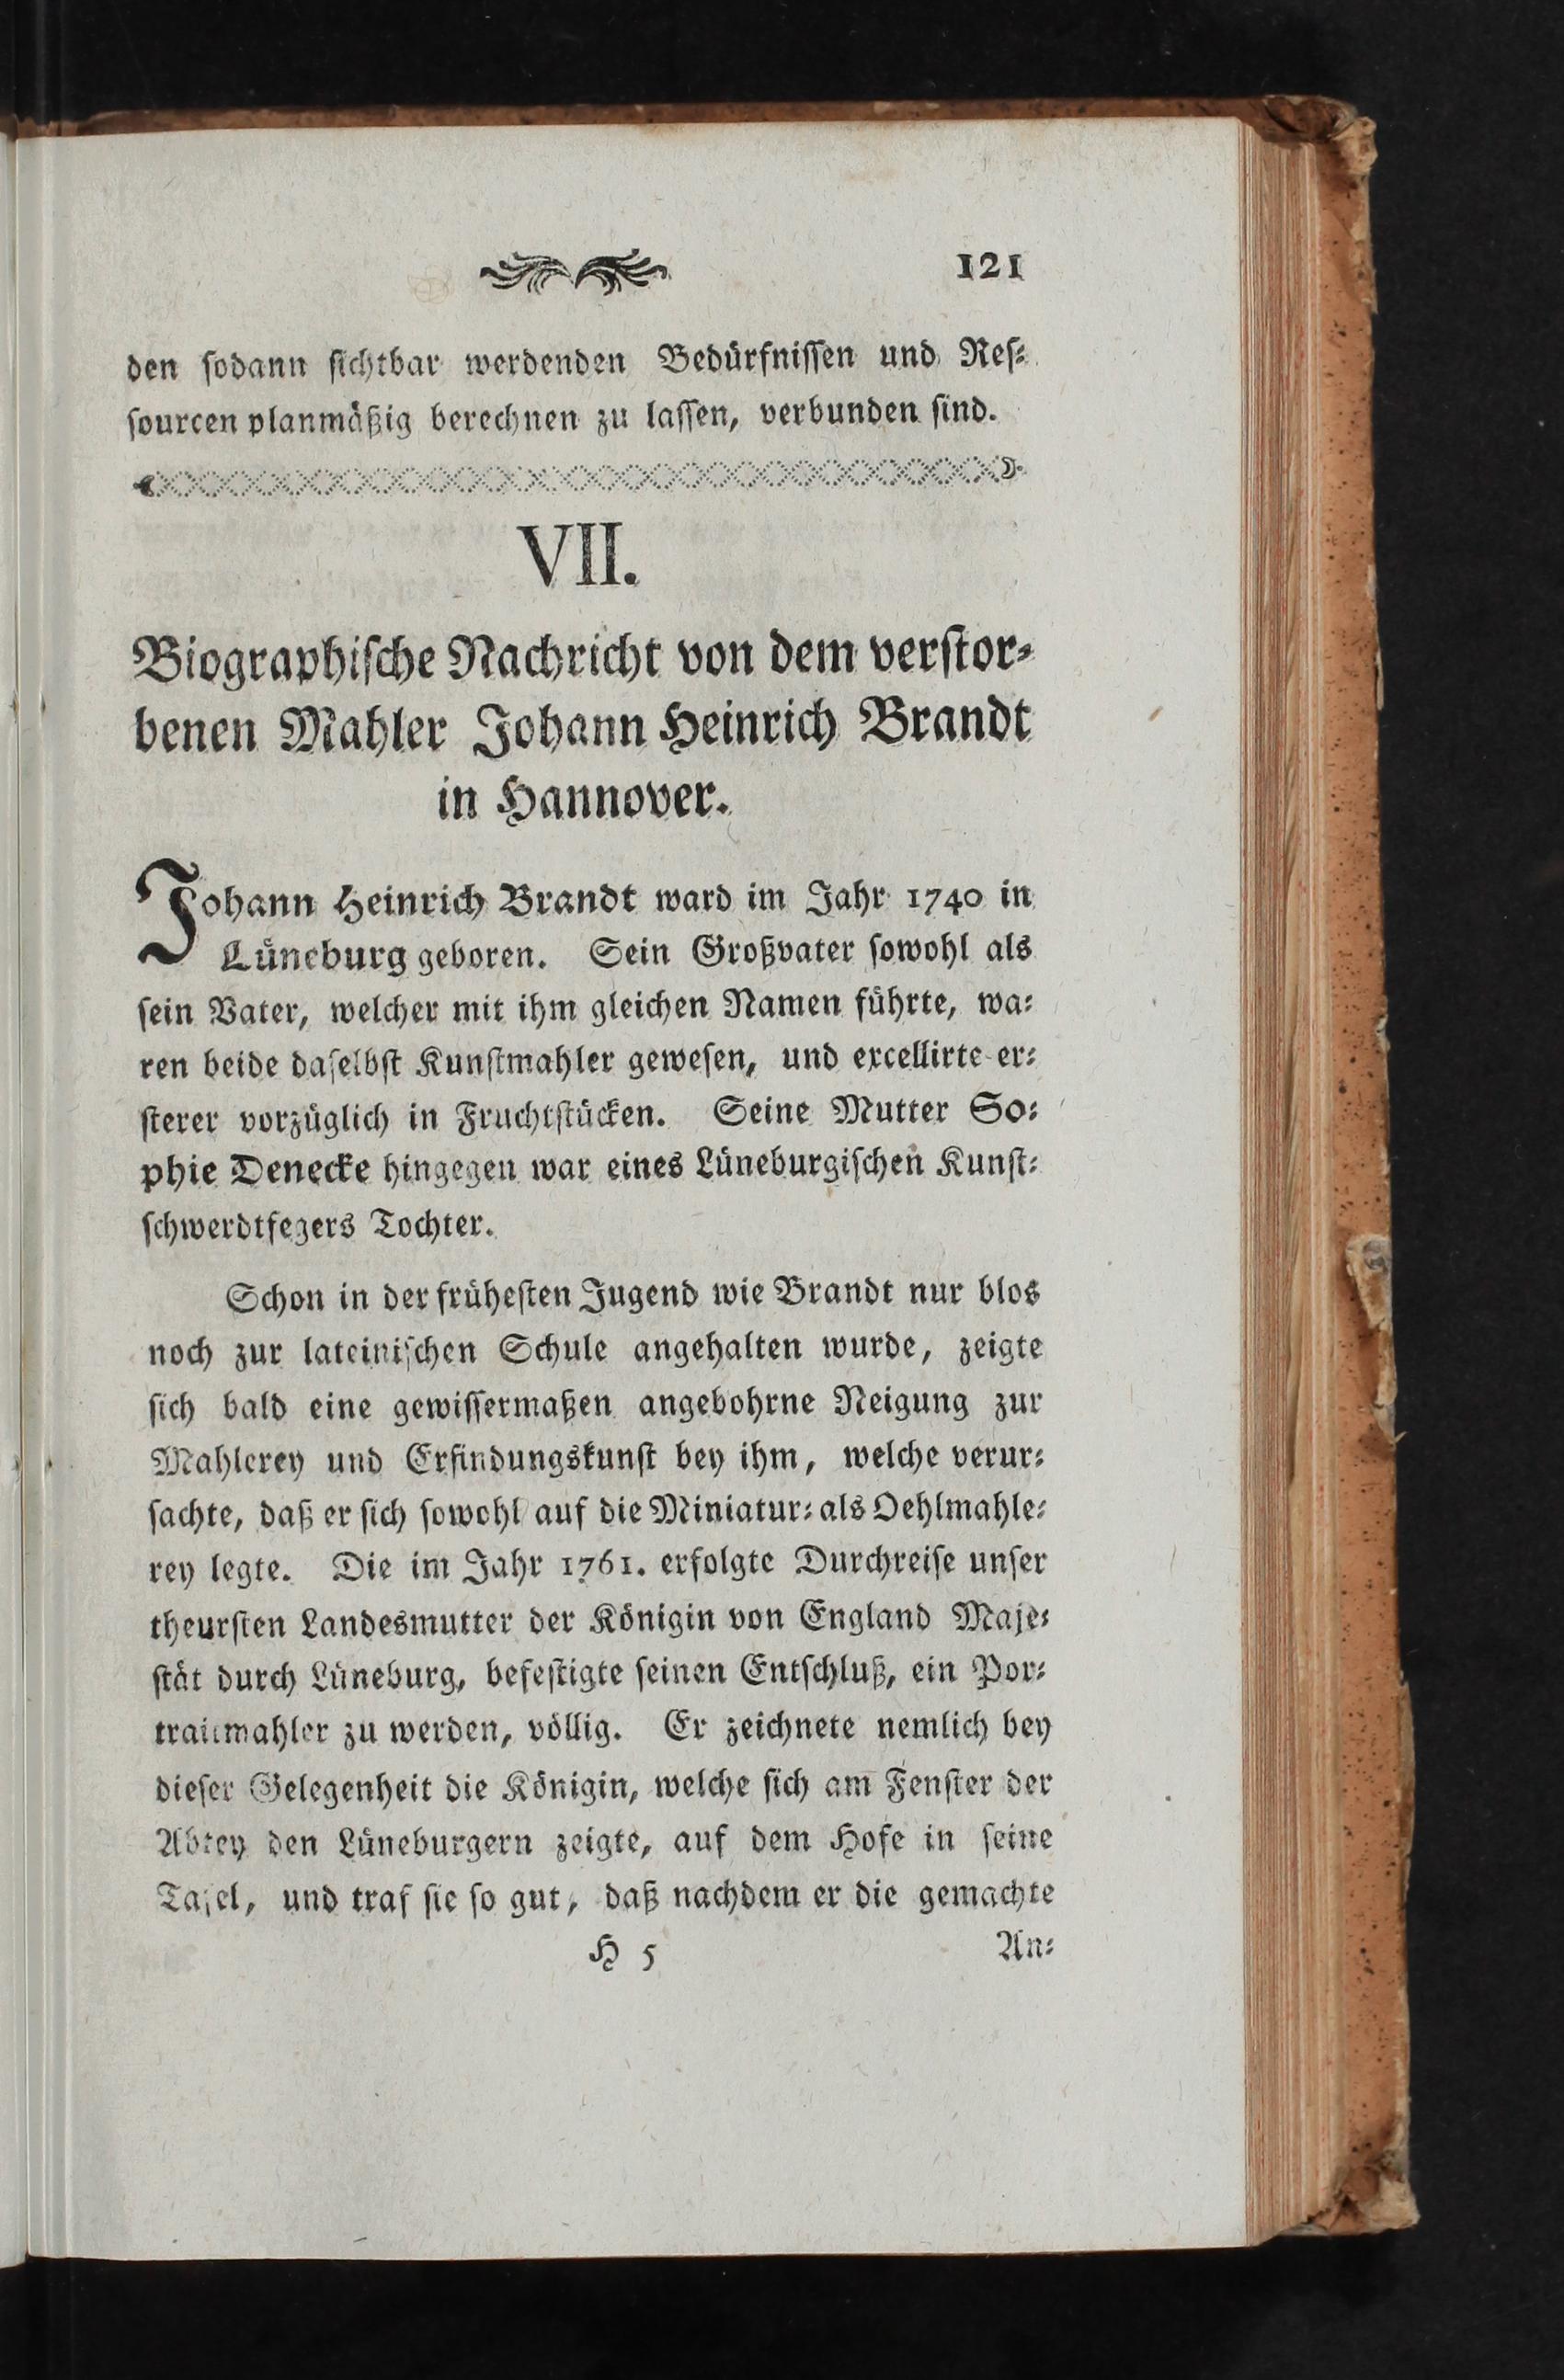 121
den sodann sichtbar werdenden Bedürfnissen und Res-
sourcen planmäßig berechnen zu lassen, verbunden sind.
VII.
Biographische Nachricht von dem verstor-
benen Mahler Johann Heinrich Brandt
in Hannover.
Johann Heinrich Brandt ward im Jahr 1740 in
Lüneburg geboren. Sein Großvater sowohl als
sein Vater, welcher mit ihm gleichen Namen führte, wa-
ren beide daselbst Kunstmahler gewesen, und excellirte er-
sterer vorzüglich in Fruchtstücken. Seine Mutter So-
phie Denecke hingegen war eines Lüneburgischen Kunst-
schwerdtfegers Tochter.
Schon in der frühesten Jugend wie Brandt nur blos
noch zur lateinischen Schule angehalten wurde, zeigte
sich bald eine gewissermaßen angebohrne Neigung zur
Mahlerey und Erfindungskunst bey ihm, welche verur-
sachte, daß er sich sowohl auf die Miniatur- als Oehlmahle-
rey legte. Die im Jahr 1761. erfolgte Durchreise unser
theursten Landesmutter der Königin von England Maje-
stät durch Lüneburg, befestigte seinen Entschluß, ein Por-
traitmahler zu werden, völlig. Er zeichnete nemlich bey
dieser Gelegenheit die Königin, welche sich am Fenster der
Abtey den Lüneburgern zeigte, auf dem Hofe in seine
Tafel, und traf sie so gut, daß nachdem er die gemachte
H 5 An-